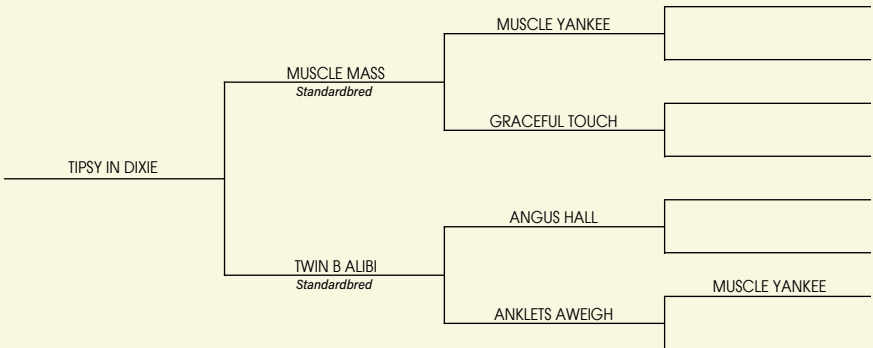 MUSCLE YANKEE
MUSCLE MASS
Standardbred
GRACEFUL TOUCH
TIPSY IN DIXIE
ANGUS HALL
TWIN B ALIBI
Standardbred
MUSCLE YANKEE
ANKLETS AWEIGH